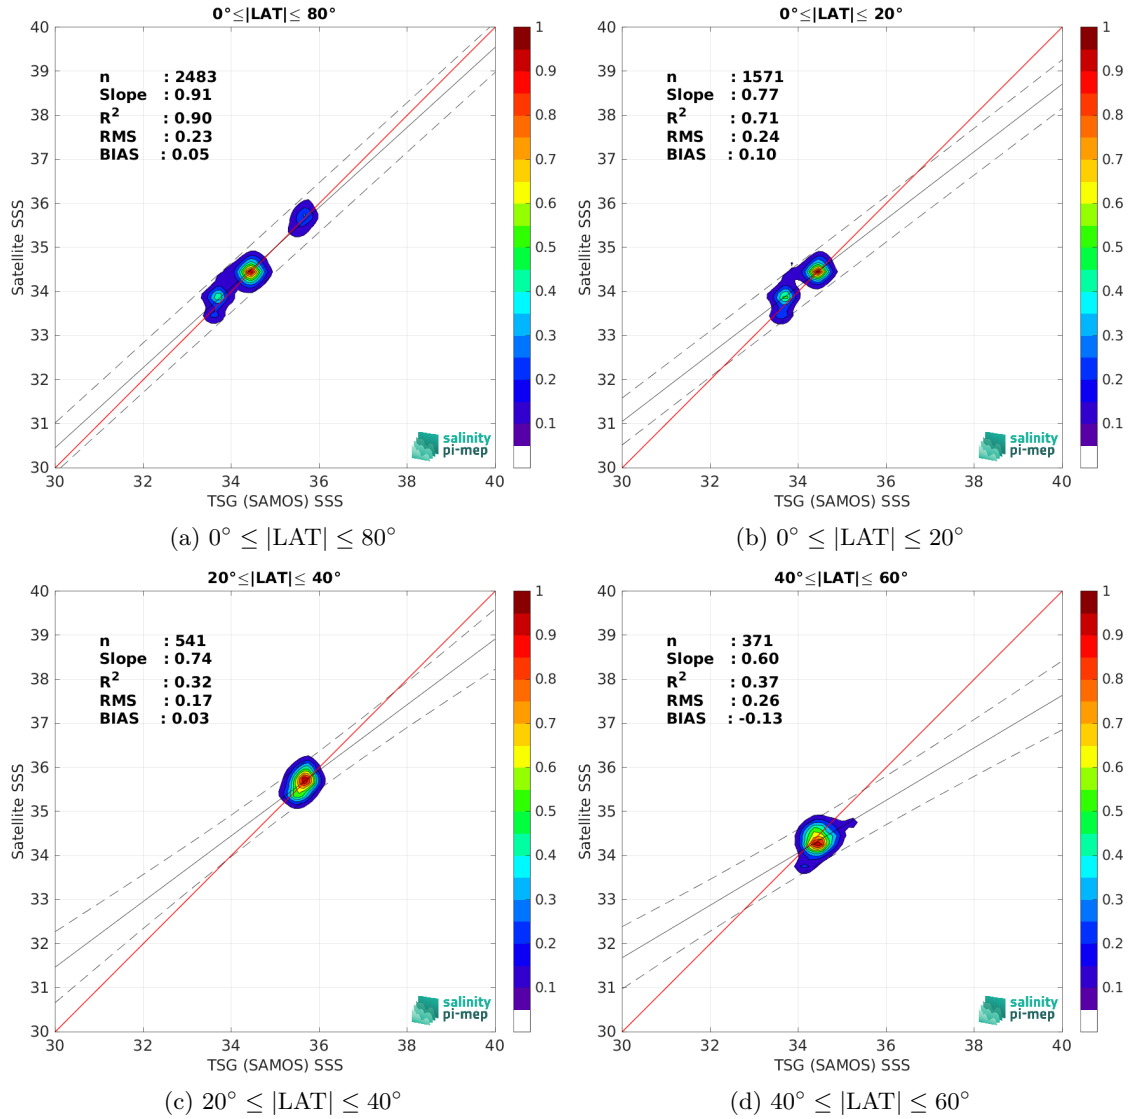 0°≤|LAT|≤ 80°
n : 2483
Slope : 0.91
R² : 0.90
RMS : 0.23
BIAS : 0.05
Satellite SSS
40
39
38
37
36
35
34
33
32
31
30
30 32 34 36 38 40
TSG (SAMOS) SSS
salinity
pi-mep
1
0.9
0.8
0.7
0.6
0.5
0.4
0.3
0.2
0.1
(a) 0° ≤ |LAT| ≤ 80°
0°≤|LAT|≤ 20°
n : 1571
Slope : 0.77
R² : 0.71
RMS : 0.24
BIAS : 0.10
Satellite SSS
40
39
38
37
36
35
34
33
32
31
30
30 32 34 36 38 40
TSG (SAMOS) SSS
salinity
pi-mep
1
0.9
0.8
0.7
0.6
0.5
0.4
0.3
0.2
0.1
(b) 0° ≤ |LAT| ≤ 20°
20°≤|LAT|≤ 40°
n : 541
Slope : 0.74
R² : 0.32
RMS : 0.17
BIAS : 0.03
Satellite SSS
40
39
38
37
36
35
34
33
32
31
30
30 32 34 36 38 40
TSG (SAMOS) SSS
salinity
pi-mep
1
0.9
0.8
0.7
0.6
0.5
0.4
0.3
0.2
0.1
(c) 20° ≤ |LAT| ≤ 40°
40°≤|LAT|≤ 60°
n : 371
Slope : 0.60
R² : 0.37
RMS : 0.26
BIAS : -0.13
Satellite SSS
40
39
38
37
36
35
34
33
32
31
30
30 32 34 36 38 40
TSG (SAMOS) SSS
salinity
pi-mep
1
0.9
0.8
0.7
0.6
0.5
0.4
0.3
0.2
0.1
(d) 40° ≤ |LAT| ≤ 60°